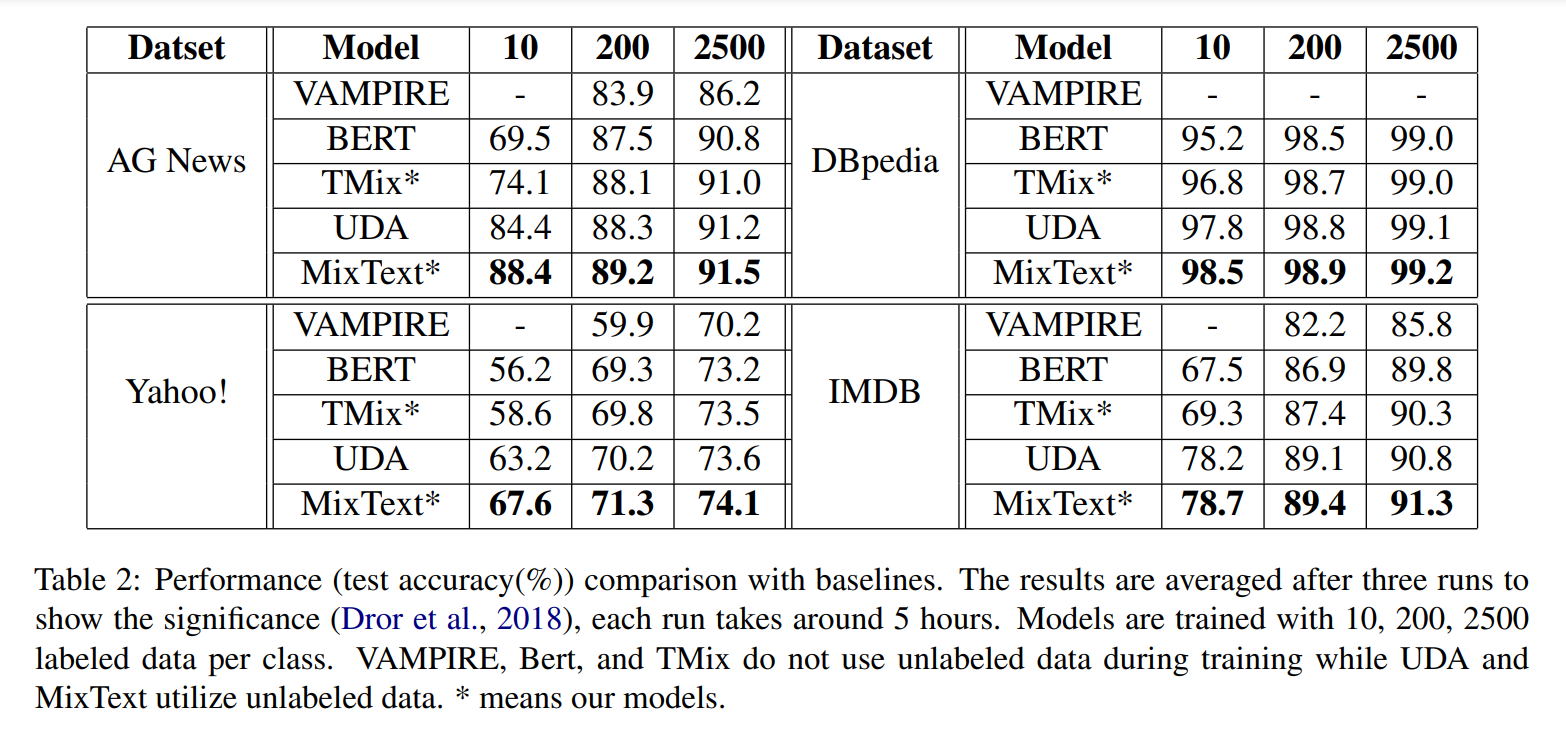 Datset Model 10 200 2500 Dataset Model 10 200 2500
VAMPIRE - 83.9 86.2 VAMPIRE - - -
BERT 69.5 87.5 90.8 BERT 95.2 98.5 99.0
AG News TMix* 74.1 88.1 91.0 DBpedia TMix* 96.8 98.7 99.0
UDA 84.4 88.3 91.2 UDA 97.8 98.8 99.1
MixText* 88.4 89.2 91.5 MixText* 98.5 98.9 99.2
VAMPIRE - 59.9 70.2 VAMPIRE - 82.2 85.8
BERT 56.2 69.3 73.2 BERT 67.5 86.9 89.8
Yahoo! TMix* 58.6 69.8 73.5 IMDB TMix* 69.3 87.4 90.3
UDA 63.2 70.2 73.6 UDA 78.2 89.1 90.8
MixText* 67.6 71.3 74.1 MixText* 78.7 89.4 91.3
Table 2: Performance (test accuracy(%)) comparison with baselines. The results are averaged after three runs to
show the significance (Dror et al., 2018), each run takes around 5 hours. Models are trained with 10, 200, 2500
labeled data per class. VAMPIRE, Bert, and TMix do not use unlabeled data during training while UDA and
MixText utilize unlabeled data. * means our models.